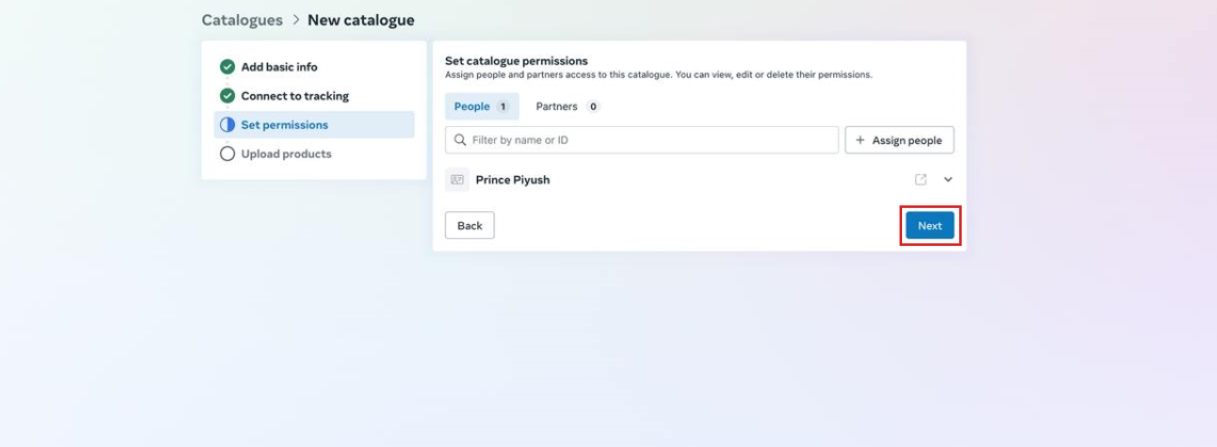 Catalogues > New catalogue
Add basic info
Connect to tracking
Set permissions
Upload products
Set catalogue permissions
Assign people and partners access to this catalogue. You can view, edit or delete their permissions.
People 1 Partners 0
Filter by name or ID
+ Assign people
Prince Piyush
Back
Next